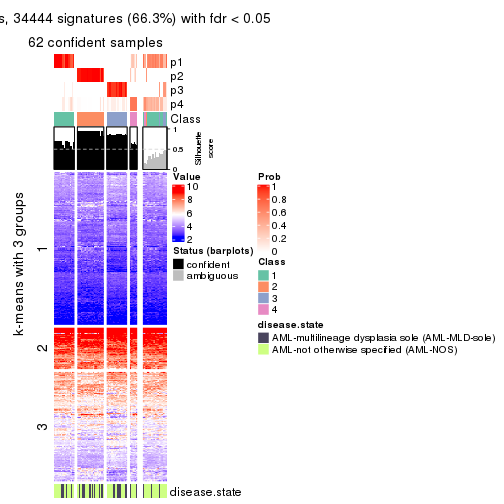 s, 34444 signatures (66.3%) with fdr < 0.05
62 confident samples
p1
p2
p3
p4
Class
1
0.5
0
Silhouette
score
k-means with 3 groups
1
2
3
disease.state
Value
10
8
6
4
2
Status (barplots)
confident
ambiguous
Prob
1
0.8
0.6
0.4
0.2
0
Class
1
2
3
4
disease.state
AML-multilineage dysplasia sole (AML-MLD-sole)
AML-not otherwise specified (AML-NOS)